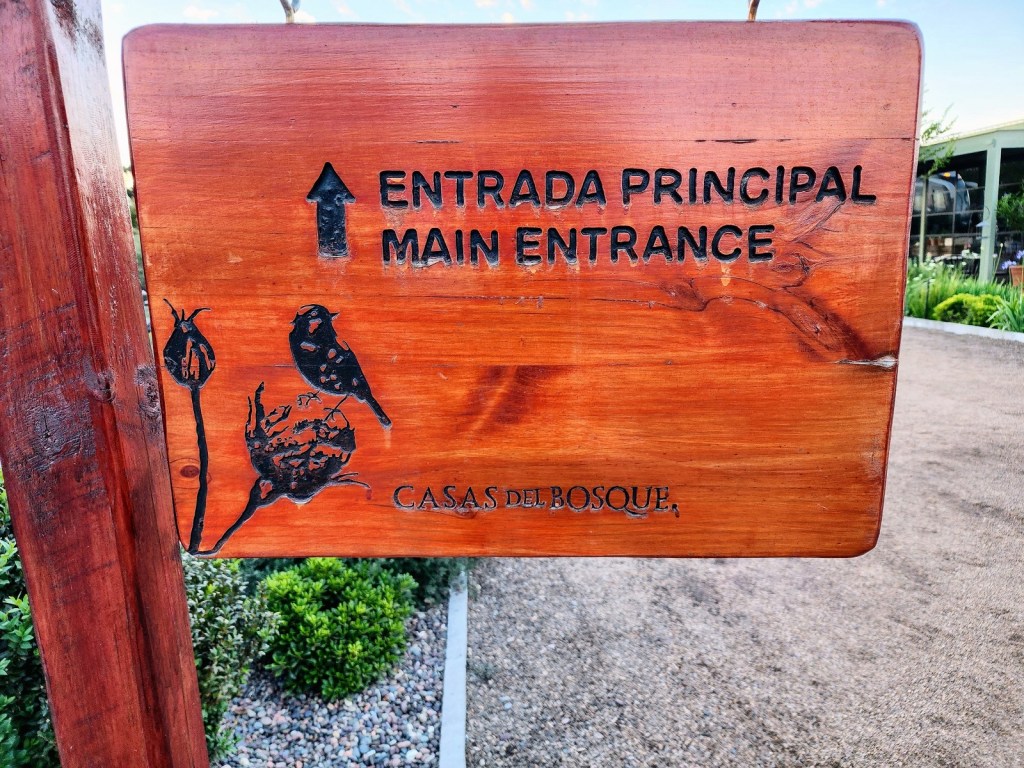 ENTRADA PRINCIPAL
MAIN ENTRANCE
CASAS DEL BOSQUE.